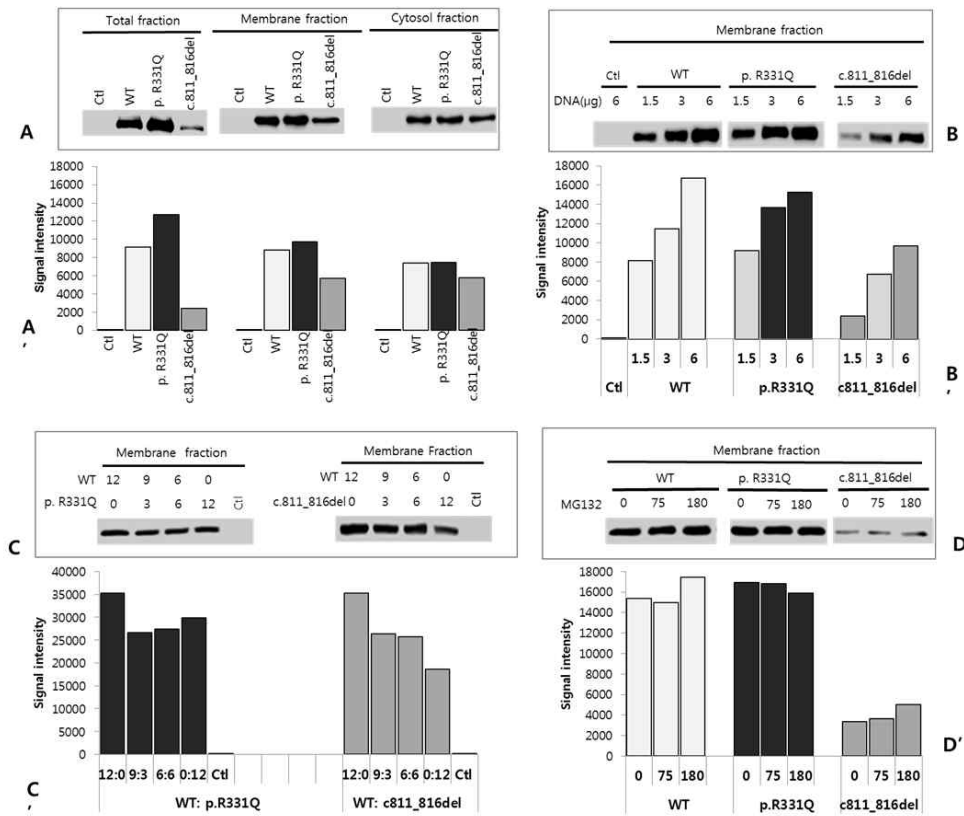 Total fraction Membrane fraction Cytosol fraction
Ctl WT p. R331Q c.811_816del Ctl WT p. R331Q c.811_816del Ctl WT p. R331Q c.811_816del
A
Signal intensity
18000
16000
14000
12000
10000
8000
6000
4000
2000
0
Ctl WT p. R331Q c.811_816del Ctl WT p. R331Q c.811_816del Ctl WT p. R331Q c.811_816del
A'
Membrane fraction
Ctl WT p. R331Q c.811_816del
DNA(μg) 6 1.5 3 6 1.5 3 6 1.5 3 6
B
Signal intensity
18000
16000
14000
12000
10000
8000
6000
4000
2000
0
1.5 3 6 1.5 3 6 1.5 3 6
Ctl WT p.R331Q c811_816del
B'
Membrane fraction Membrane Fraction
WT 12 9 6 0 WT 12 9 6 0
p. R331Q 0 3 6 12 Ctl c.811_816del 0 3 6 12 Ctl
C
Signal intensity
40000
35000
30000
25000
20000
15000
10000
5000
0
12:0 9:3 6:6 0:12 Ctl 12:0 9:3 6:6 0:12 Ctl
WT: p.R331Q WT: c811_816del
C'
Membrane fraction
WT p. R331Q c.811_816del
MG132 0 75 180 0 75 180 0 75 180
D
Signal intensity
18000
16000
14000
12000
10000
8000
6000
4000
2000
0
0 75 180 0 75 180 0 75 180
WT p.R331Q c811_816del
D'